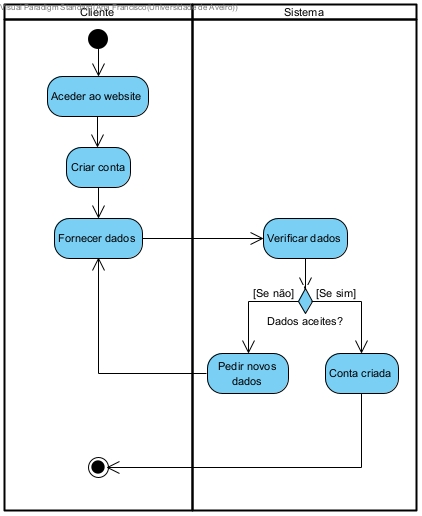 Visual Paradigm Standard(Ana Francisco(Universidade de Aveiro))
Cliente
Sistema
Aceder ao website
Criar conta
Fornecer dados
Verificar dados
[Se não]
[Se sim]
Dados aceites?
Pedir novos
dados
Conta criada